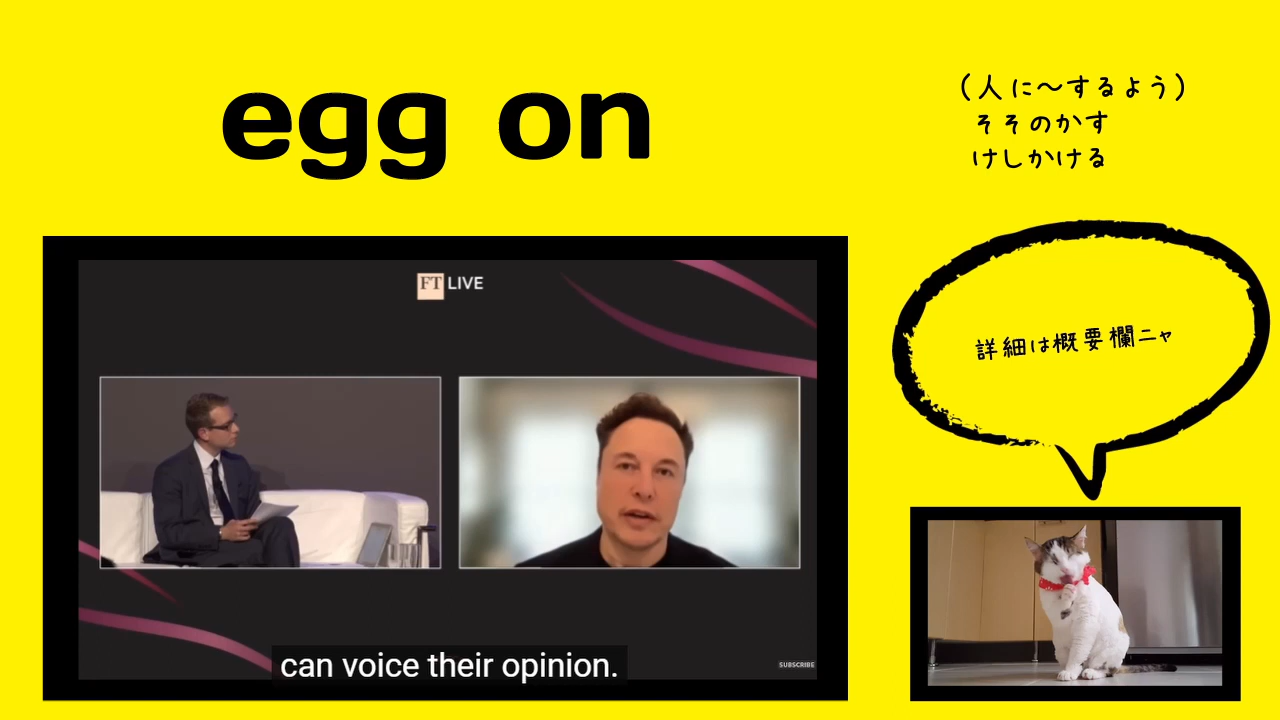 egg on
(人に〜するよう)
そそのかす
けしかける
FT LIVE
詳細は概要欄ニャ
can voice their opinion.
SUBSCRIBE